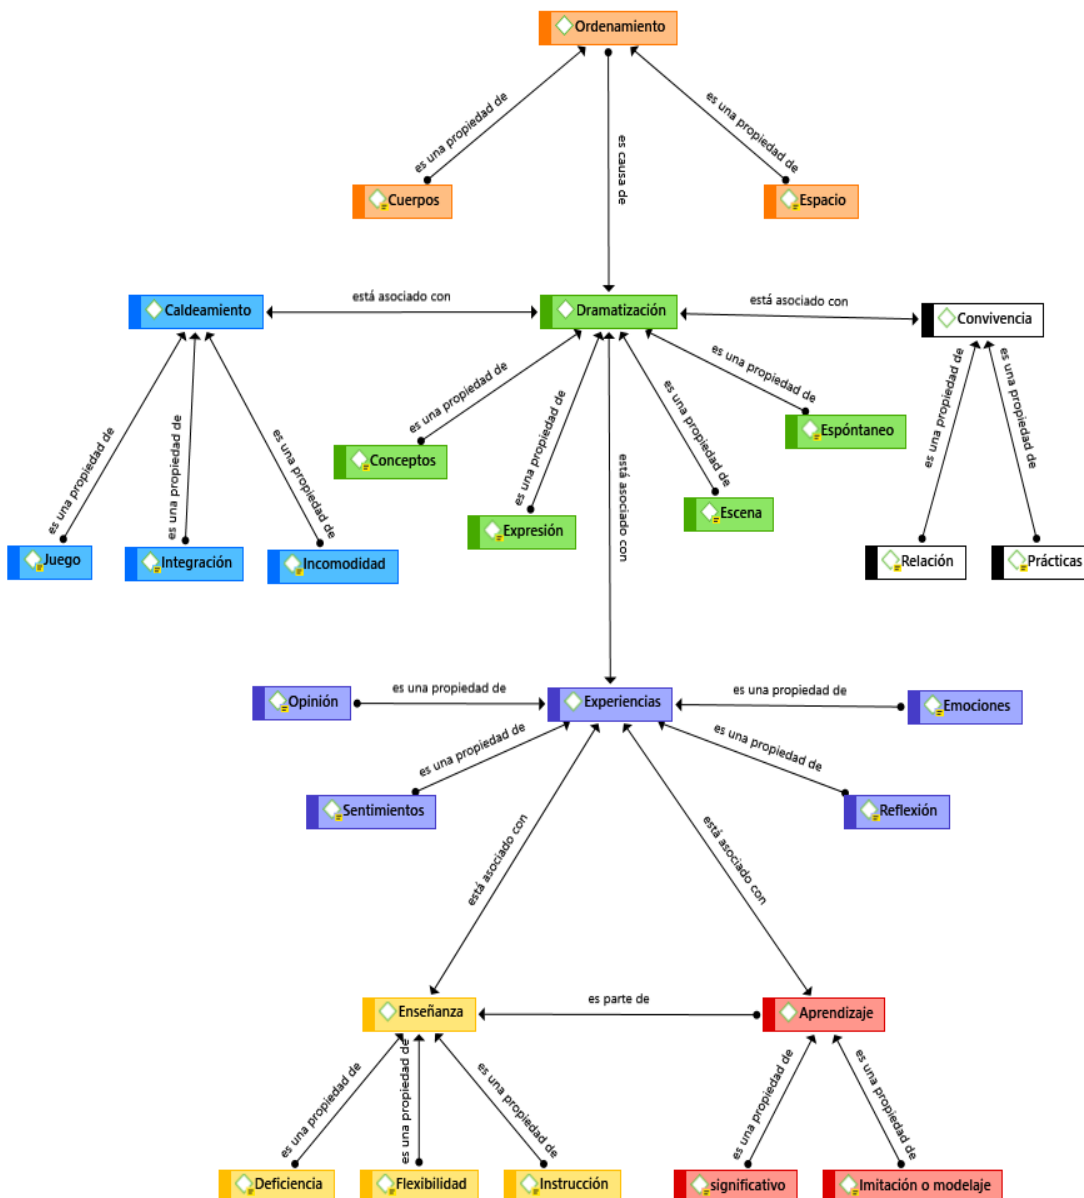 Ordenamiento
es una propiedad de
es causa de
es una propiedad de
Cuerpos
Espacio
Caldeamiento
está asociado con
Dramatización
está asociado con
Convivencia
es una propiedad de
es una propiedad de
es una propiedad de
es una propiedad de
es una propiedad de
es una propiedad de
es una propiedad de
está asociado con
es una propiedad de
es una propiedad de
Conceptos
Espóntaneo
Expresión
Escena
Juego
Integración
Incomodidad
Relación
Prácticas
Opinión
es una propiedad de
Experiencias
es una propiedad de
Emociones
es una propiedad de
es una propiedad de
Sentimientos
Reflexión
está asociado con
está asociado con
Enseñanza
es parte de
Aprendizaje
es una propiedad de
es una propiedad de
es una propiedad de
es una propiedad de
es una propiedad de
Deficiencia
Flexibilidad
Instrucción
significativo
Imitación o modelaje